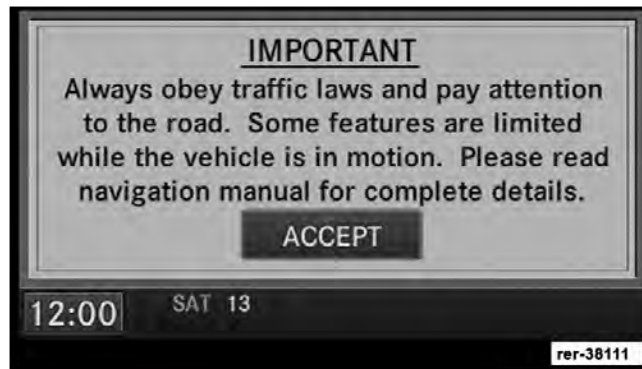 IMPORTANT
Always obey traffic laws and pay attention
to the road. Some features are limited
while the vehicle is in motion. Please read
navigation manual for complete details.
ACCEPT
12:00 SAT 13
rer-38111